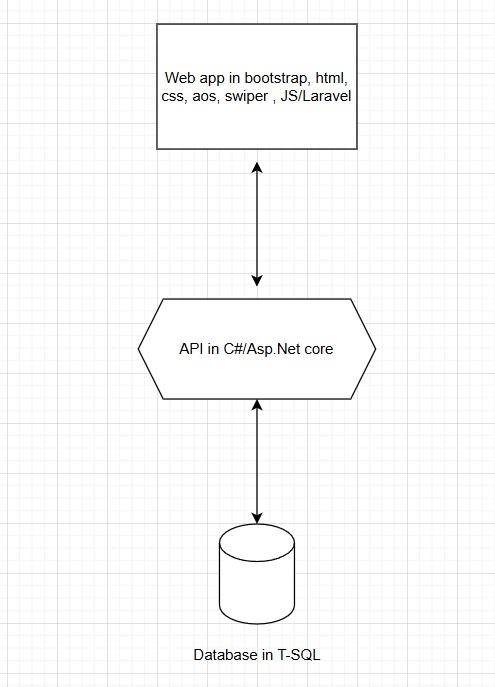 Web app in bootstrap, html,
css, aos, swiper , JS/Laravel
API in C#/Asp.Net core
Database in T-SQL